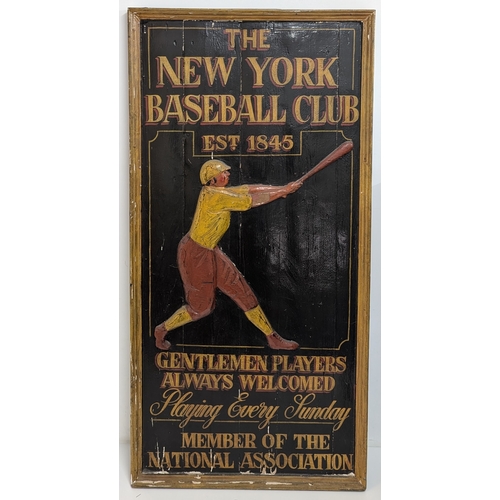 THE
NEW YORK
BASEBALL CLUB
EST 1845
GENTLEMEN PLAYERS
ALWAYS WELCOMED
Playing Every Sunday
MEMBER OF THE
NATIONAL ASSOCIATION